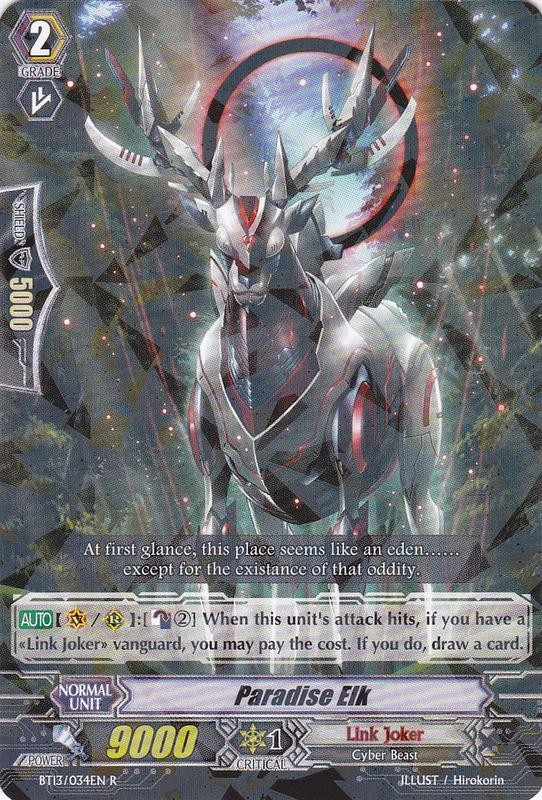 2
GRADE
SHIELD
5000
At first glance, this place seems like an eden......
except for the existance of that oddity.
AUTO【 V / R 】:[②] When this unit's attack hits, if you have a
«Link Joker» vanguard, you may pay the cost. If you do, draw a card.
NORMAL
UNIT
Paradise Elk
POWER
9000
1
CRITICAL
Link Joker
Cyber Beast
BT13/034EN R
ILLUST / Hirokorin